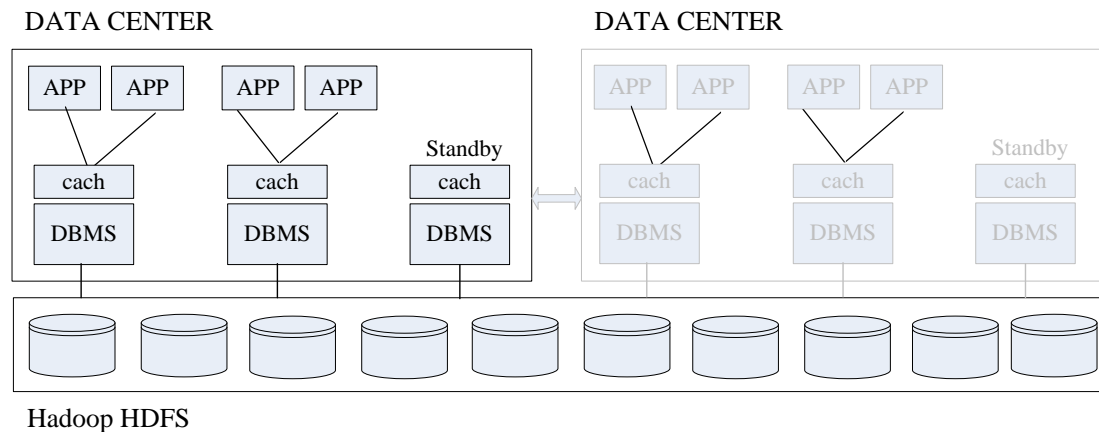 DATA CENTER DATA CENTER
APP APP APP APP APP APP APP APP
Standby Standby
cach cach cach cach cach cach
DBMS DBMS DBMS DBMS DBMS DBMS
Hadoop HDFS